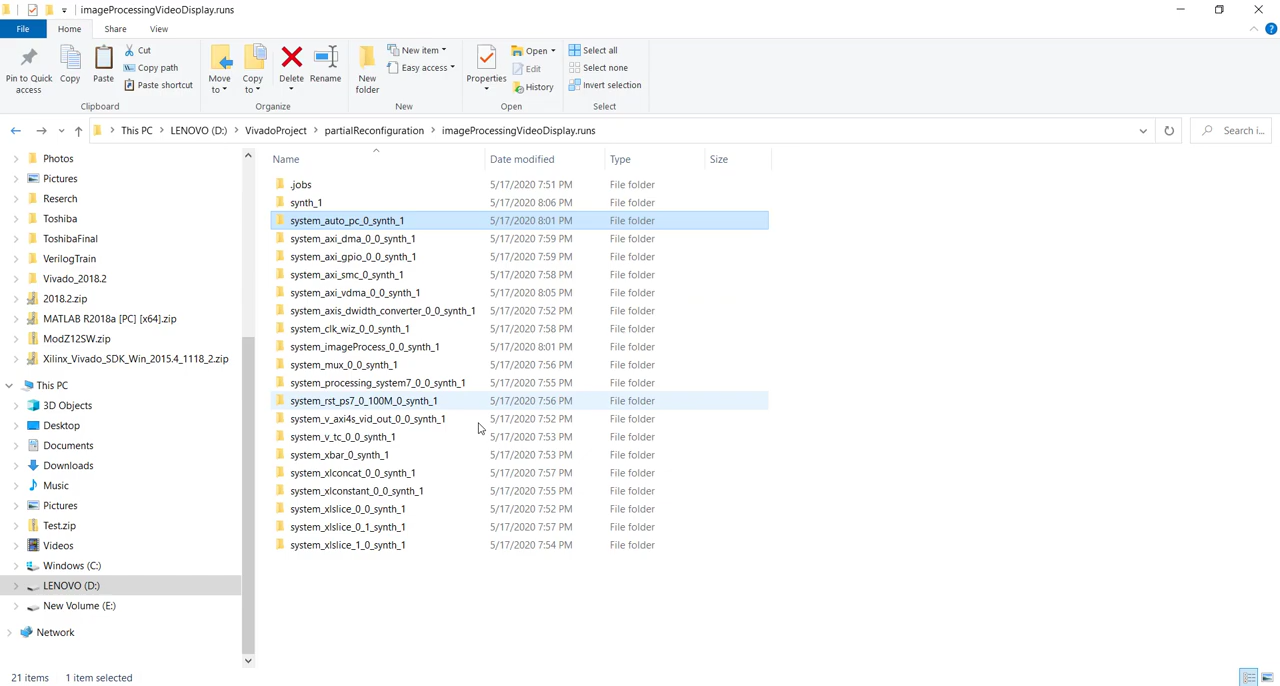 imageProcessingVideoDisplay.runs
File Home Share View
Pin to Quick access
Copy
Paste
Cut
Copy path
Paste shortcut
Clipboard
Move to
Copy to
Delete
Rename
Organize
New folder
New item
Easy access
New
Properties
Open
Edit
History
Open
Select all
Select none
Invert selection
Select
This PC > LENOVO (D:) > VivadoProject > partialReconfiguration > imageProcessingVideoDisplay.runs
Search i...
Photos
Pictures
Reserch
Toshiba
ToshibaFinal
VerilogTrain
Vivado_2018.2
2018.2.zip
MATLAB R2018a [PC] [x64].zip
ModZ12SW.zip
Xilinx_Vivado_SDK_Win_2015.4_1118_2.zip
This PC
3D Objects
Desktop
Documents
Downloads
Music
Pictures
Test.zip
Videos
Windows (C:)
LENOVO (D:)
New Volume (E:)
Network
Name Date modified Type Size
.jobs 5/17/2020 7:51 PM File folder
synth_1 5/17/2020 8:06 PM File folder
system_auto_pc_0_synth_1 5/17/2020 8:01 PM File folder
system_axi_dma_0_0_synth_1 5/17/2020 7:59 PM File folder
system_axi_gpio_0_0_synth_1 5/17/2020 7:59 PM File folder
system_axi_smc_0_synth_1 5/17/2020 7:58 PM File folder
system_axi_vdma_0_0_synth_1 5/17/2020 8:05 PM File folder
system_axis_dwidth_converter_0_0_synth_1 5/17/2020 7:52 PM File folder
system_clk_wiz_0_0_synth_1 5/17/2020 7:58 PM File folder
system_imageProcess_0_0_synth_1 5/17/2020 8:01 PM File folder
system_mux_0_0_synth_1 5/17/2020 7:56 PM File folder
system_processing_system7_0_0_synth_1 5/17/2020 7:55 PM File folder
system_rst_ps7_0_100M_0_synth_1 5/17/2020 7:56 PM File folder
system_v_axi4s_vid_out_0_0_synth_1 5/17/2020 7:52 PM File folder
system_v_tc_0_0_synth_1 5/17/2020 7:53 PM File folder
system_xbar_0_synth_1 5/17/2020 7:53 PM File folder
system_xlconcat_0_0_synth_1 5/17/2020 7:57 PM File folder
system_xlconstant_0_0_synth_1 5/17/2020 7:55 PM File folder
system_xlslice_0_0_synth_1 5/17/2020 7:52 PM File folder
system_xlslice_0_1_synth_1 5/17/2020 7:57 PM File folder
system_xlslice_1_0_synth_1 5/17/2020 7:54 PM File folder
21 items 1 item selected